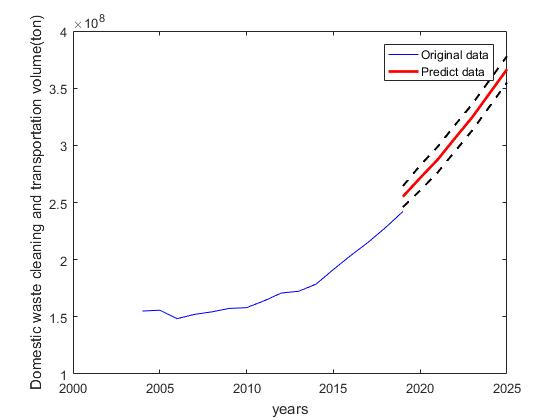 ×10⁸
4
3.5
3
2.5
2
1.5
1
2000 2005 2010 2015 2020 2025
years
Domestic waste cleaning and transportation volume(ton)
Original data
Predict data